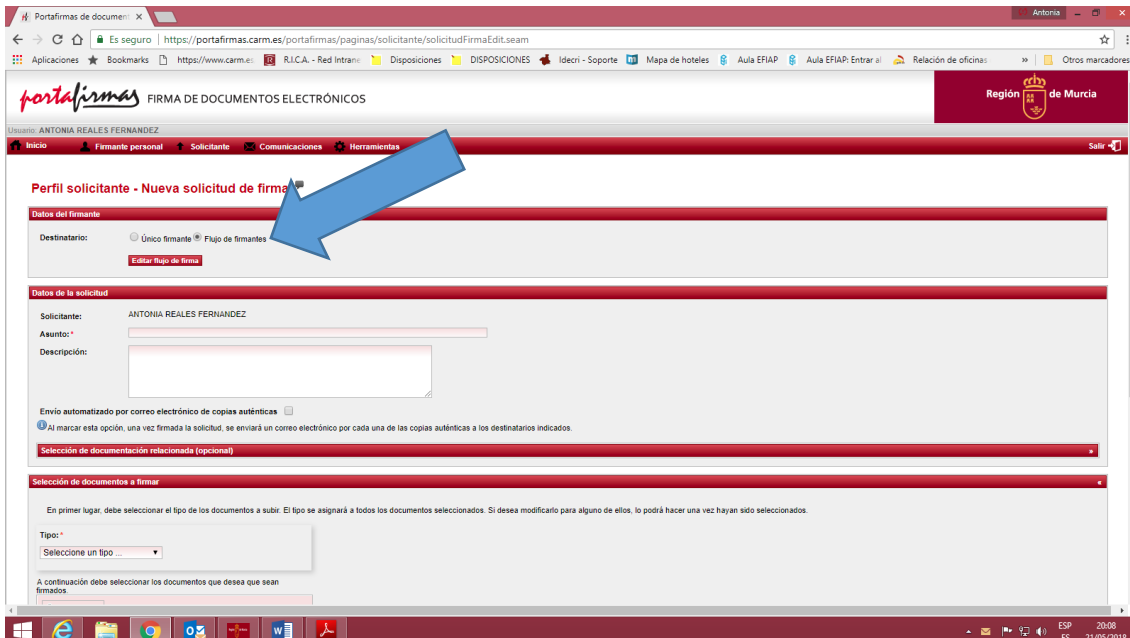 Portafirmas de document
Antonia
Es seguro | https://portafirmas.carm.es/portafirmas/paginas/solicitante/solicitudFirmaEdit.seam
Aplicaciones Bookmarks https://www.carm.es R.I.C.A. - Red Intrane Disposiciones DISPOSICIONES Idecri - Soporte Mapa de hoteles Aula EFIAP Aula EFIAP: Entrar al Relación de oficinas » Otros marcadores
portafirmas FIRMA DE DOCUMENTOS ELECTRÓNICOS
Región de Murcia
Usuario ANTONIA REALES FERNANDEZ
Inicio Firmante personal Solicitante Comunicaciones Herramientas Salir
Perfil solicitante - Nueva solicitud de firma
Datos del firmante
Destinatario: Único firmante Flujo de firmantes
Editar flujo de firma
Datos de la solicitud
Solicitante: ANTONIA REALES FERNANDEZ
Asunto: *
Descripción:
Envío automatizado por correo electrónico de copias auténticas
Al marcar esta opción, una vez firmada la solicitud, se enviará un correo electrónico por cada una de las copias auténticas a los destinatarios indicados.
Selección de documentación relacionada (opcional) »
Selección de documentos a firmar «
En primer lugar, debe seleccionar el tipo de los documentos a subir. El tipo se asignará a todos los documentos seleccionados. Si desea modificarlo para alguno de ellos, lo podrá hacer una vez hayan sido seleccionados.
Tipo: *
Seleccione un tipo ...
A continuación debe seleccionar los documentos que desea que sean
firmados.
ESP 20:08
ES 21/05/2018